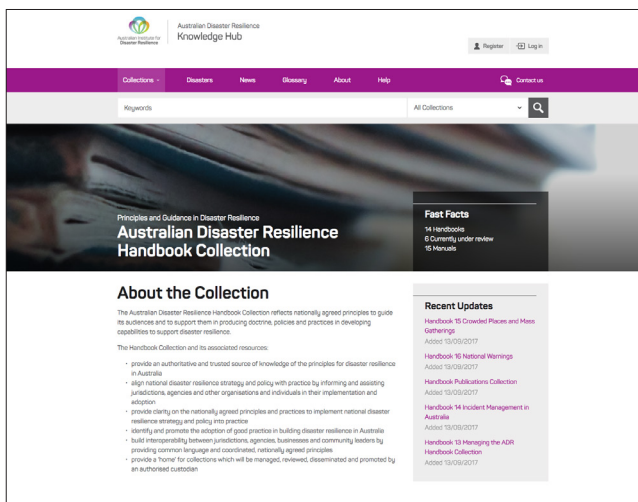 Australian Institute for
Disaster Resilience
Australian Disaster Resilience
Knowledge Hub
Register
Log in
Collections
Disasters
News
Glossary
About
Help
Contact us
Keywords
All Collections
Principles and Guidance in Disaster Resilience
Australian Disaster Resilience
Handbook Collection
Fast Facts
14 Handbooks
6 Currently under review
15 Manuals
About the Collection
The Australian Disaster Resilience Handbook Collection reflects nationally agreed principles to guide
its audiences and to support them in producing doctrine, policies and practices in developing
capabilities to support disaster resilience.
The Handbook Collection and its associated resources:
· provide an authoritative and trusted source of knowledge of the principles for disaster resilience
in Australia
· align national disaster resilience strategy and policy with practice by informing and assisting
jurisdictions, agencies and other organisations and individuals in their implementation and
adoption
· provide clarity on the nationally agreed principles and practices to implement national disaster
resilience strategy and policy into practice
· identify and promote the adoption of good practice in building disaster resilience in Australia
· build interoperability between jurisdictions, agencies, businesses and community leaders by
providing common language and coordinated, nationally agreed principles
· provide a 'home' for collections which will be managed, reviewed, disseminated and promoted by
an authorised custodian
Recent Updates
Handbook 15 Crowded Places and Mass
Gatherings
Added 13/09/2017
Handbook 16 National Warnings
Added 13/09/2017
Handbook Publications Collection
Added 13/09/2017
Handbook 14 Incident Management in
Australia
Added 13/09/2017
Handbook 13 Managing the ADR
Handbook Collection
Added 13/09/2017